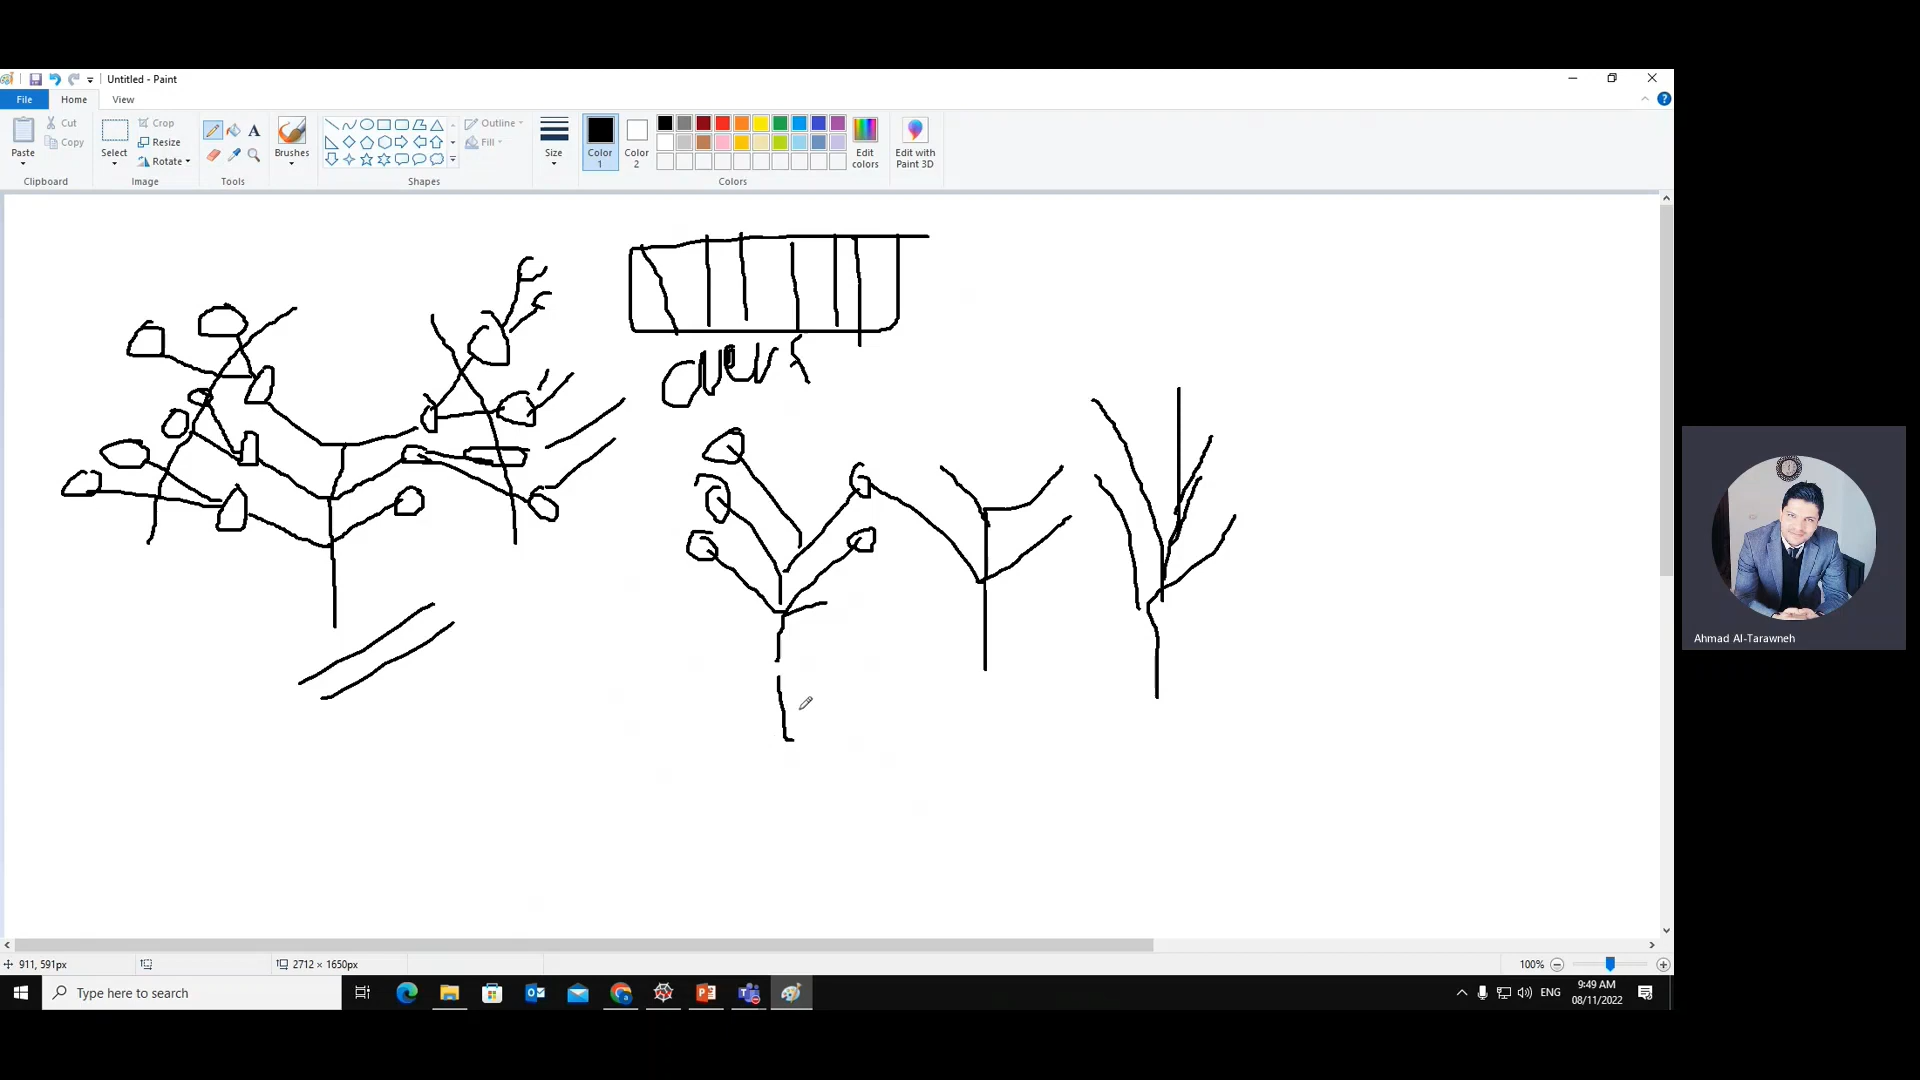 Untitled - Paint
File Home View
Cut
Copy
Paste
Crop
Resize
Rotate
Select
Brushes
Outline
Fill
Size
Color 1
Color 2
Edit colors
Edit with Paint 3D
Clipboard Image Tools Shapes Colors
Ahmad Al-Tarawneh
911, 591px 2712 × 1650px 100%
Type here to search
ENG
9:49 AM
08/11/2022